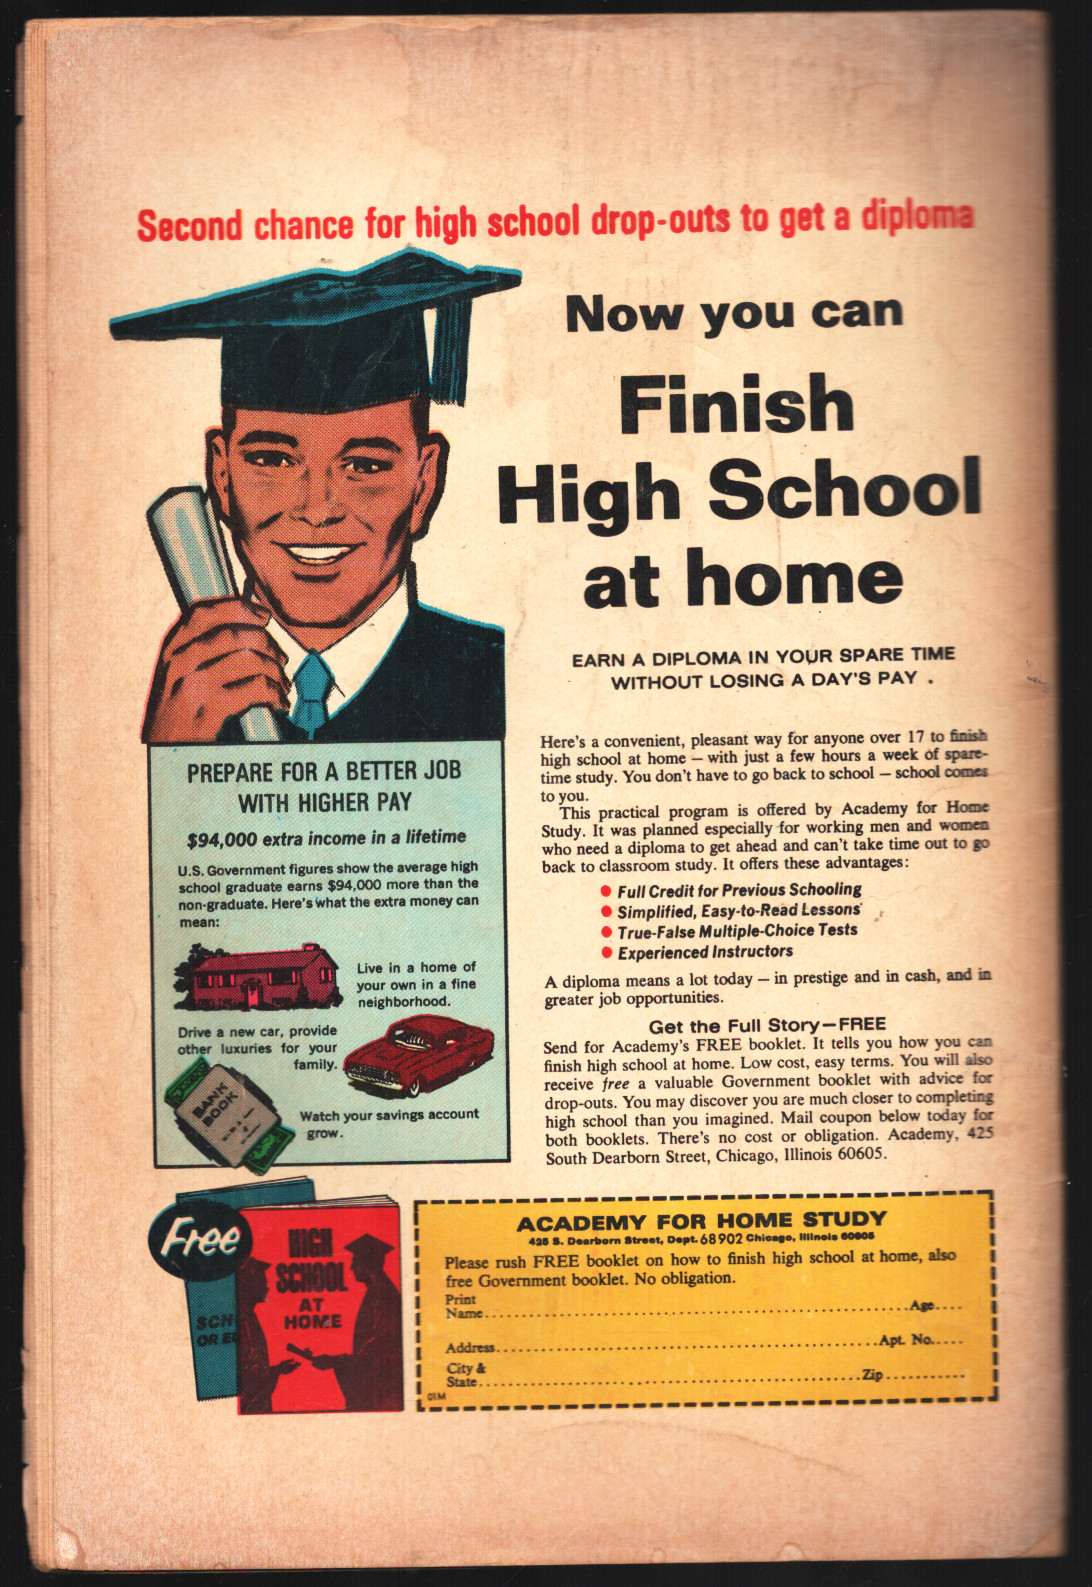 Second chance for high school drop-outs to get a diploma
Now you can
Finish
High School
at home
EARN A DIPLOMA IN YOUR SPARE TIME
WITHOUT LOSING A DAY'S PAY .
PREPARE FOR A BETTER JOB
WITH HIGHER PAY
$94,000 extra income in a lifetime
U.S. Government figures show the average high
school graduate earns $94,000 more than the
non-graduate. Here's what the extra money can
mean:
Live in a home of
your own in a fine
neighborhood.
Drive a new car, provide
other luxuries for your
family.
BANK
BOOK
Watch your savings account
grow.
Here's a convenient, pleasant way for anyone over 17 to finish
high school at home — with just a few hours a week of spare-
time study. You don't have to go back to school — school comes
to you.
This practical program is offered by Academy for Home
Study. It was planned especially for working men and women
who need a diploma to get ahead and can't take time out to go
back to classroom study. It offers these advantages:
● Full Credit for Previous Schooling
● Simplified, Easy-to-Read Lessons
● True-False Multiple-Choice Tests
● Experienced Instructors
A diploma means a lot today — in prestige and in cash, and in
greater job opportunities.
Get the Full Story—FREE
Send for Academy's FREE booklet. It tells you how you can
finish high school at home. Low cost, easy terms. You will also
receive free a valuable Government booklet with advice for
drop-outs. You may discover you are much closer to completing
high school than you imagined. Mail coupon below today for
both booklets. There's no cost or obligation. Academy, 425
South Dearborn Street, Chicago, Illinois 60605.
Free
HIGH
SCHOOL
AT
HOME
SCH
OR E
ACADEMY FOR HOME STUDY
425 S. Dearborn Street, Dept. 68902 Chicago, Illinois 60605
Please rush FREE booklet on how to finish high school at home, also
free Government booklet. No obligation.
Print
Name Age
Address Apt. No.
City &
State Zip
01M